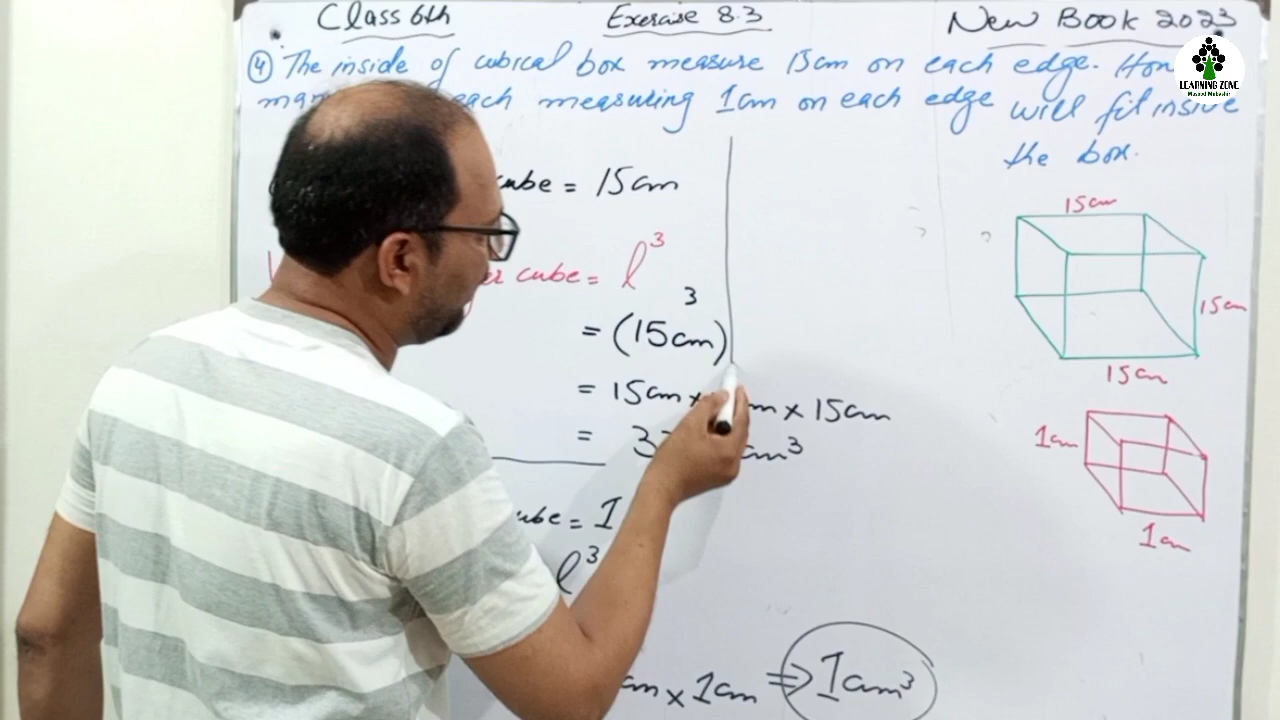 Class 6th Exercise 8.3 New Book 2023
④ The inside of cubical box measure 15cm on each edge. How
each measuring 1cm on each edge will fit inside
the box.
LEARNING ZONE
cube = 15cm
cube = l³
= (15cm)³
= 15cm × × 15cm
= cm³
cube = 1
l³
× 1cm ⇒ 1cm³
15cm
15cm
15cm
1cm
1cm